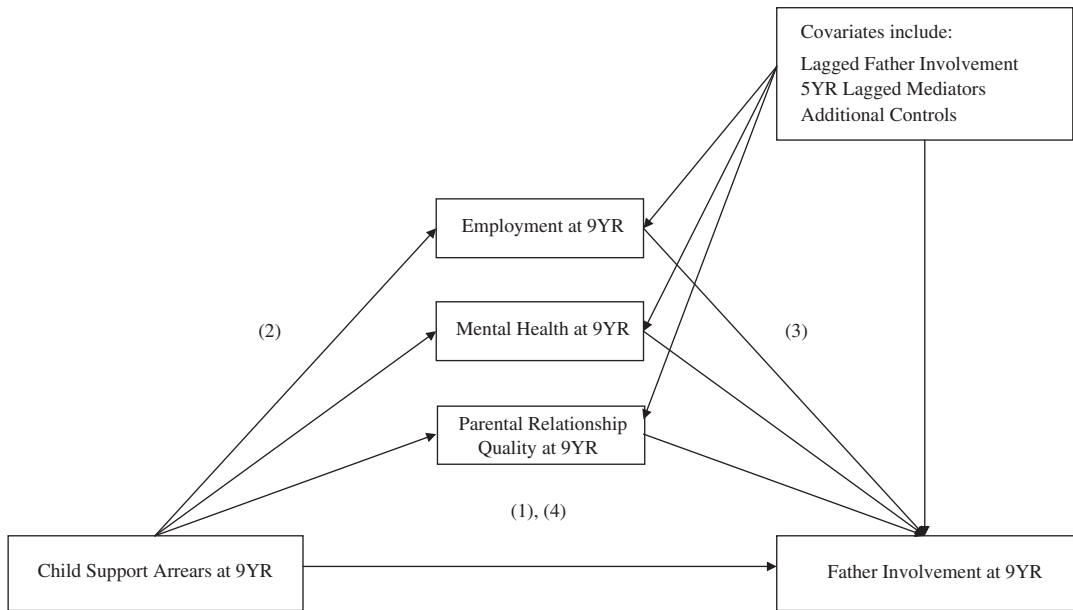 Covariates include:
Lagged Father Involvement
5YR Lagged Mediators
Additional Controls
Employment at 9YR
(2)
Mental Health at 9YR
(3)
Parental Relationship
Quality at 9YR
(1), (4)
Child Support Arrears at 9YR
Father Involvement at 9YR